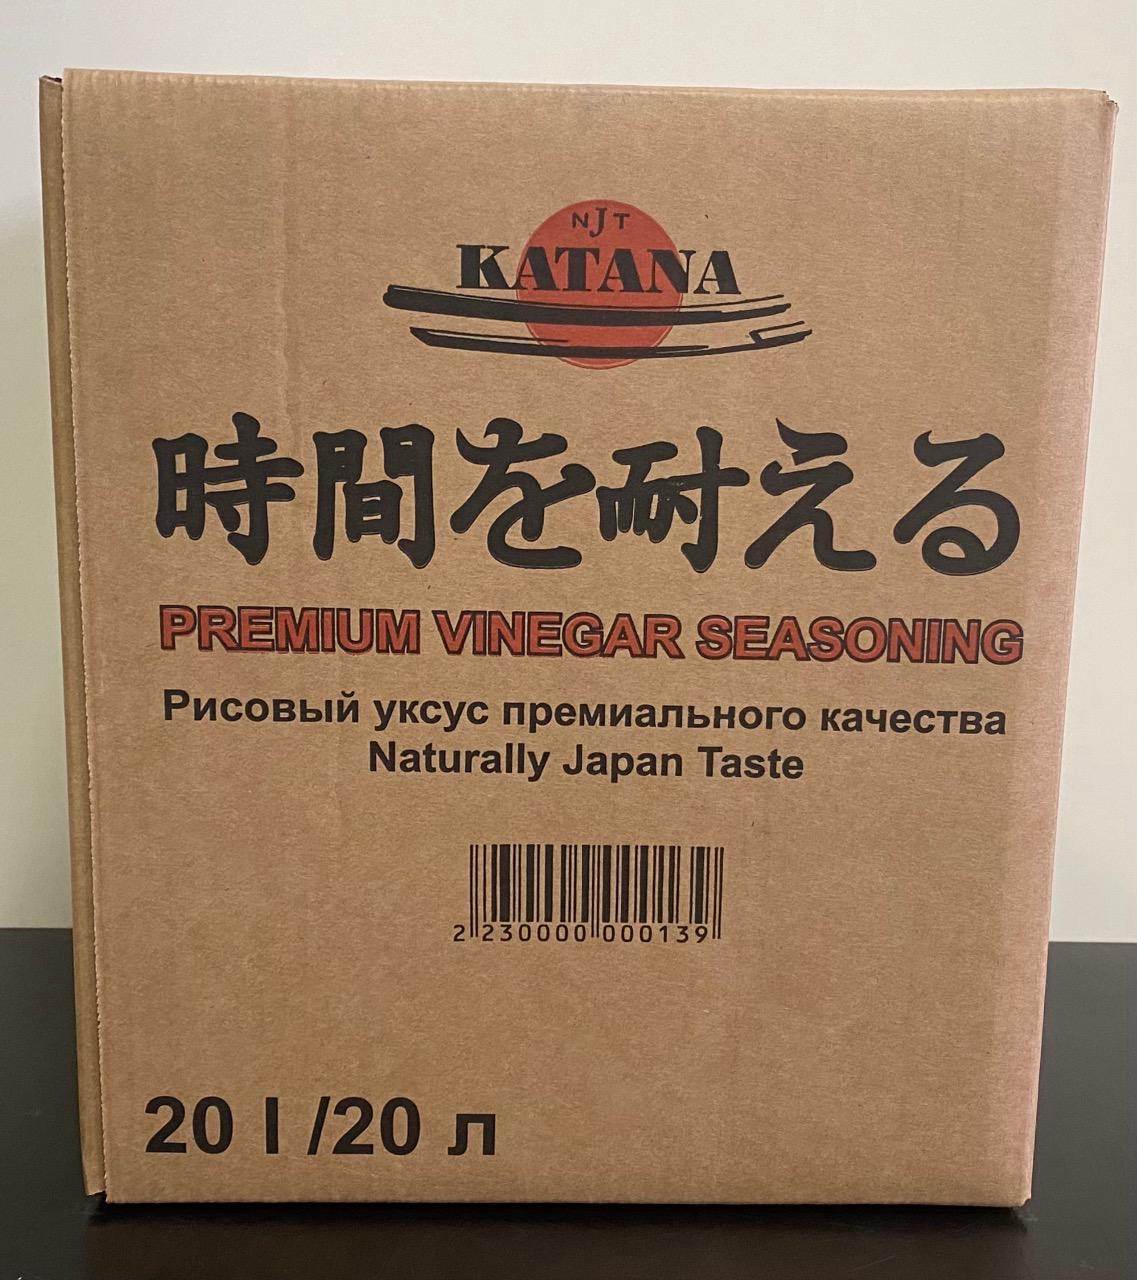 NJT
KATANA
時間を耐える
PREMIUM VINEGAR SEASONING
Рисовый уксус премиального качества
Naturally Japan Taste
2 230000 000139
20 l /20 л